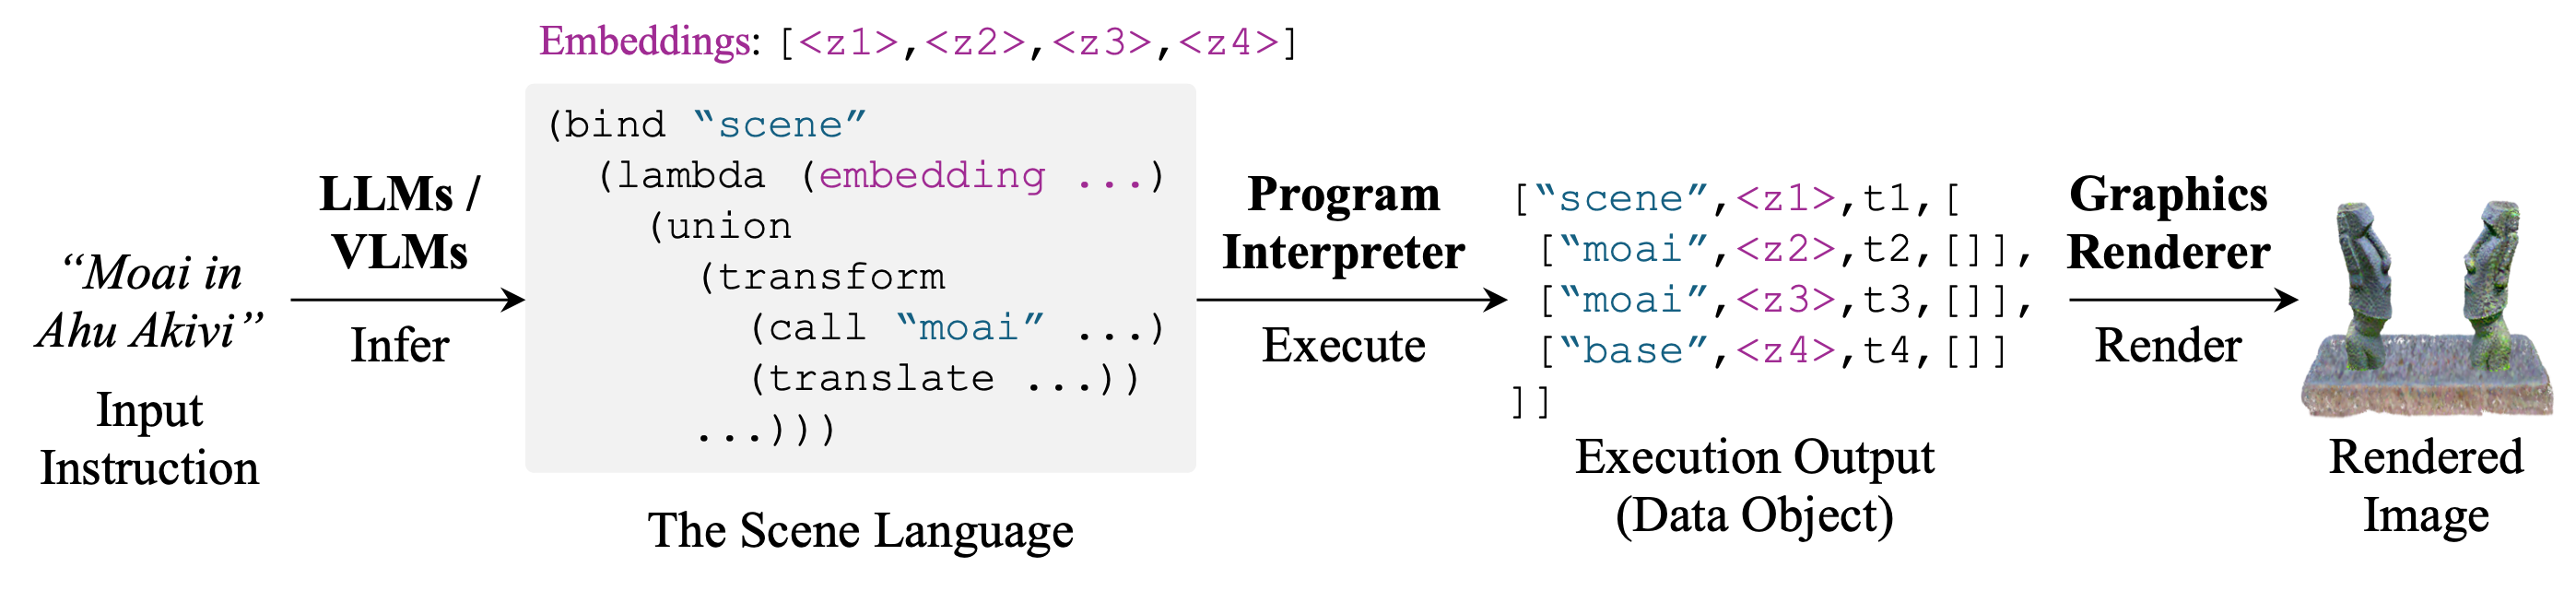 “Moai in
Ahu Akivi”
Input
Instruction
LLMs /
VLMs
Infer
Embeddings: [<z1>,<z2>,<z3>,<z4>]
(bind “scene”
(lambda (embedding ...)
(union
(transform
(call “moai” ...)
(translate ...))
...)))
The Scene Language
Program
Interpreter
Execute
[“scene”,<z1>,t1,[
[“moai”,<z2>,t2,[]],
[“moai”,<z3>,t3,[]],
[“base”,<z4>,t4,[]]
]]
Execution Output
(Data Object)
Graphics
Renderer
Render
Rendered
Image